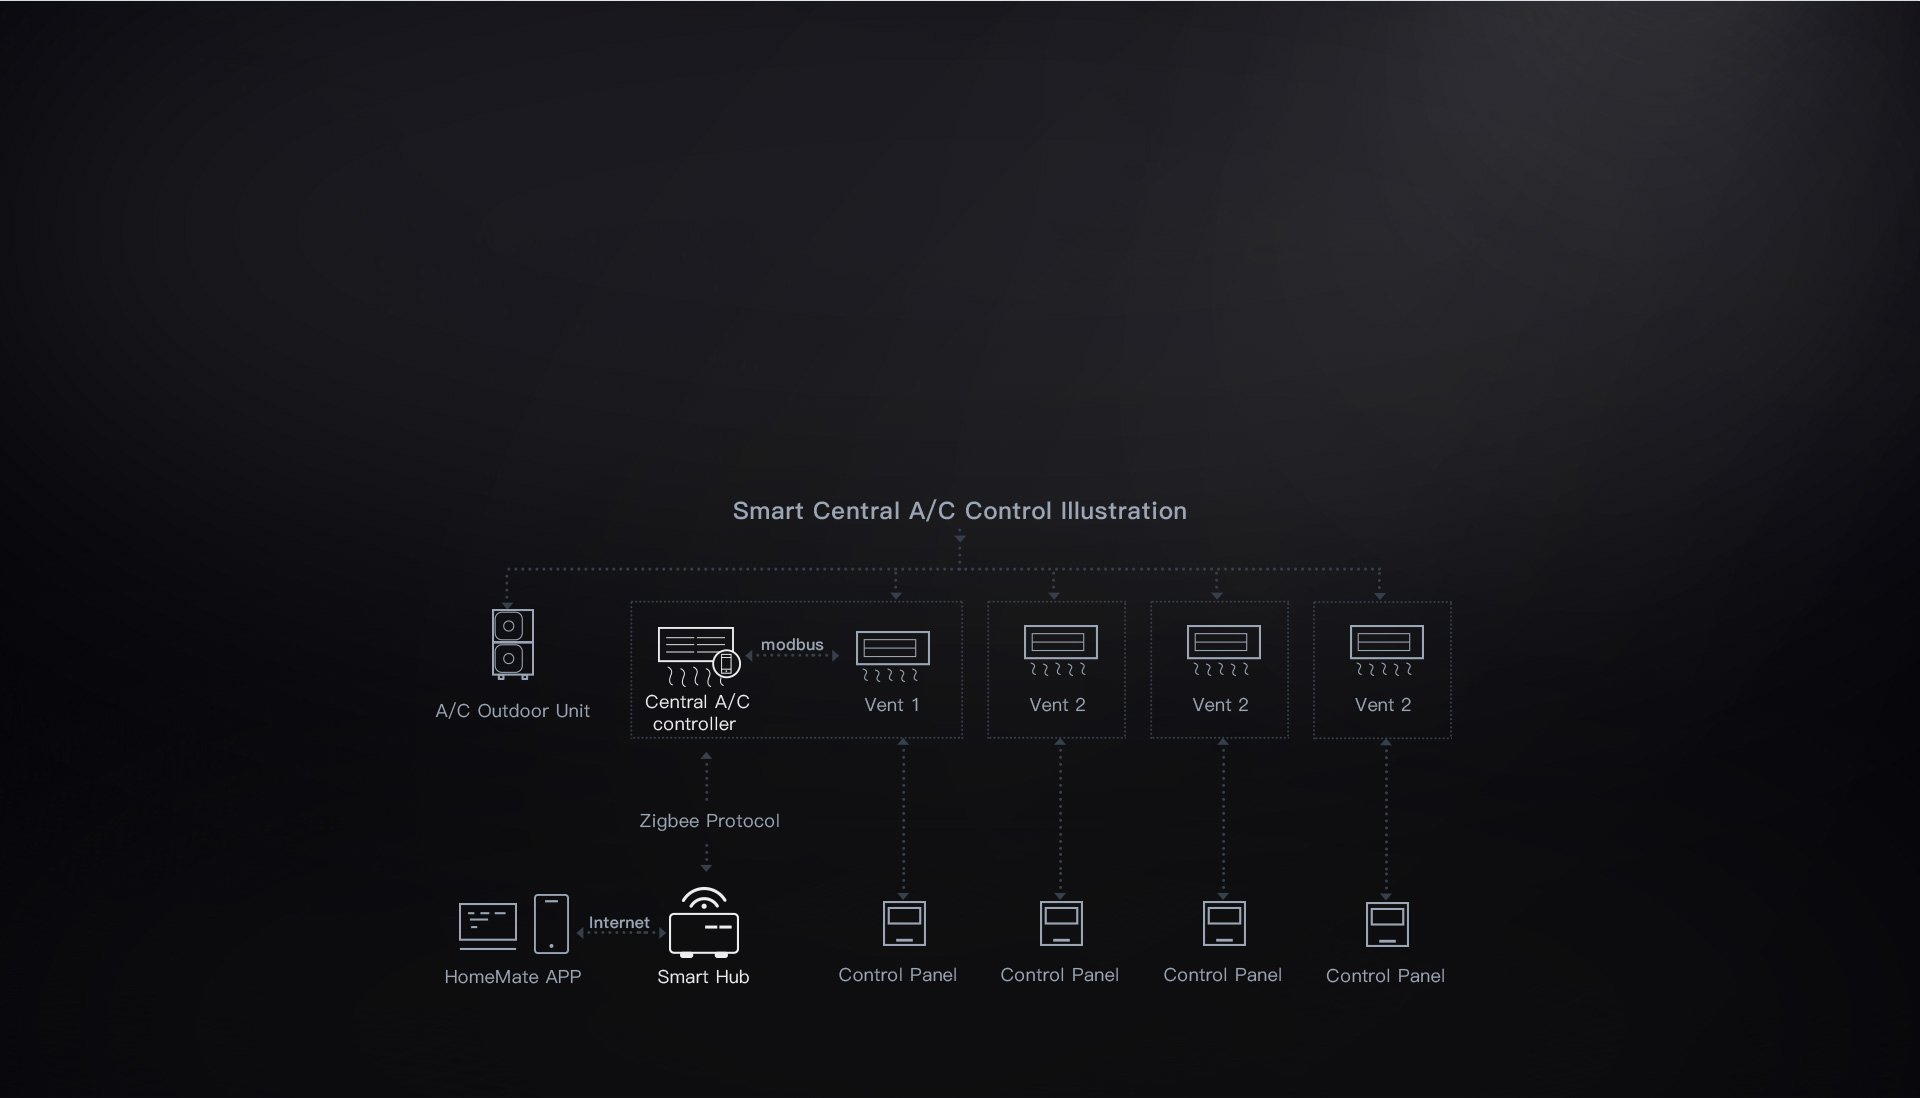 Smart Central A/C Control Illustration
modbus
Central A/C
controller
Vent 1
Vent 2
Vent 2
Vent 2
A/C Outdoor Unit
Zigbee Protocol
Internet
HomeMate APP
Smart Hub
Control Panel
Control Panel
Control Panel
Control Panel